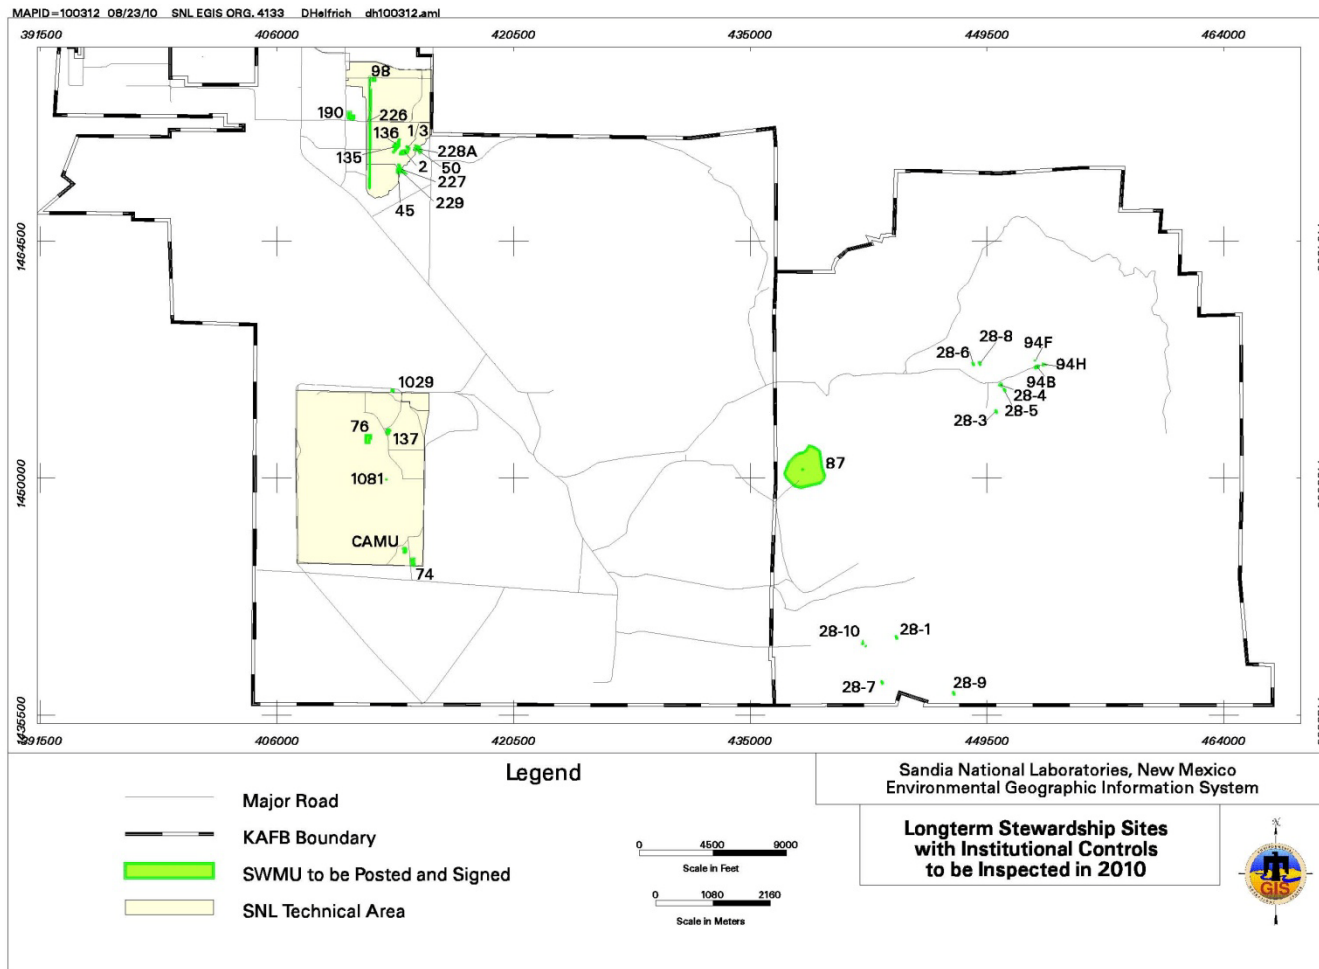 MAPID=100312 08/23/10 SNL EGIS ORG. 4133 DHelfrich dh100312.aml
391500 406000 420500 435000 449500 464000
98
190
226
136
1
3
135
228A
2
50
227
229
45
1464500
28-8
94F
28-6
94H
94B
28-4
28-5
28-3
1029
76
137
87
1450000
1081
CAMU
74
28-10
28-1
28-7
28-9
1435500
391500 406000 420500 435000 449500 464000
Legend
Major Road
KAFB Boundary
SWMU to be Posted and Signed
SNL Technical Area
0 4500 9000
Scale in Feet
0 1080 2160
Scale in Meters
Sandia National Laboratories, New Mexico
Environmental Geographic Information System
Longterm Stewardship Sites
with Institutional Controls
to be Inspected in 2010
GIS